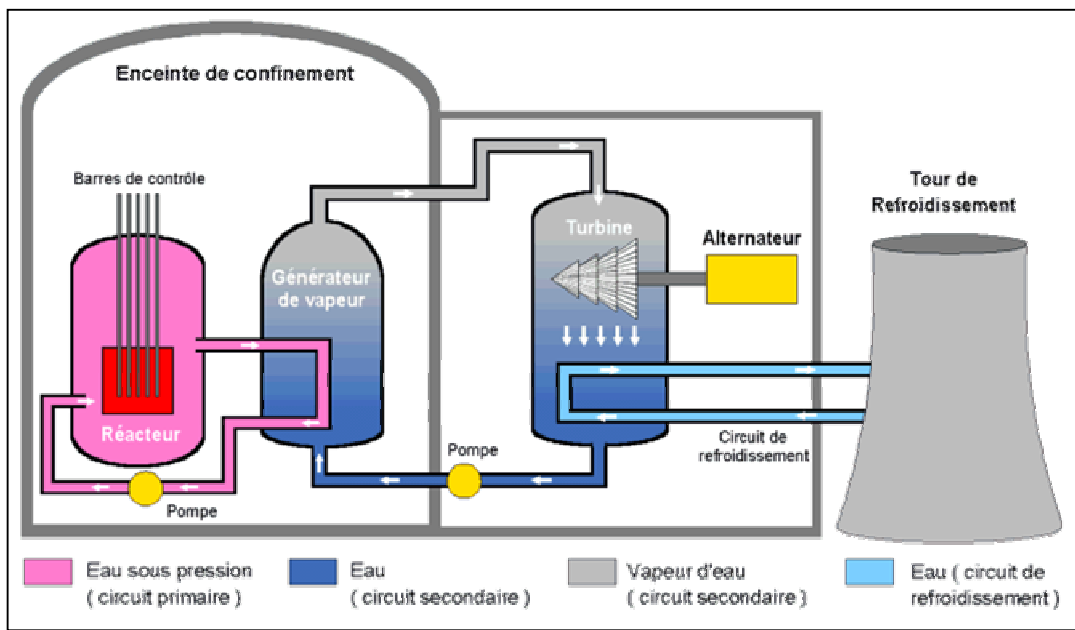 Enceinte de confinement
Barres de contrôle
Générateur
de vapeur
Réacteur
Pompe
Turbine
Alternateur
Pompe
Tour de
Refroidissement
Circuit de
refroidissement
Eau sous pression
( circuit primaire )
Eau
( circuit secondaire )
Vapeur d'eau
( circuit secondaire )
Eau ( circuit de
refroidissement )